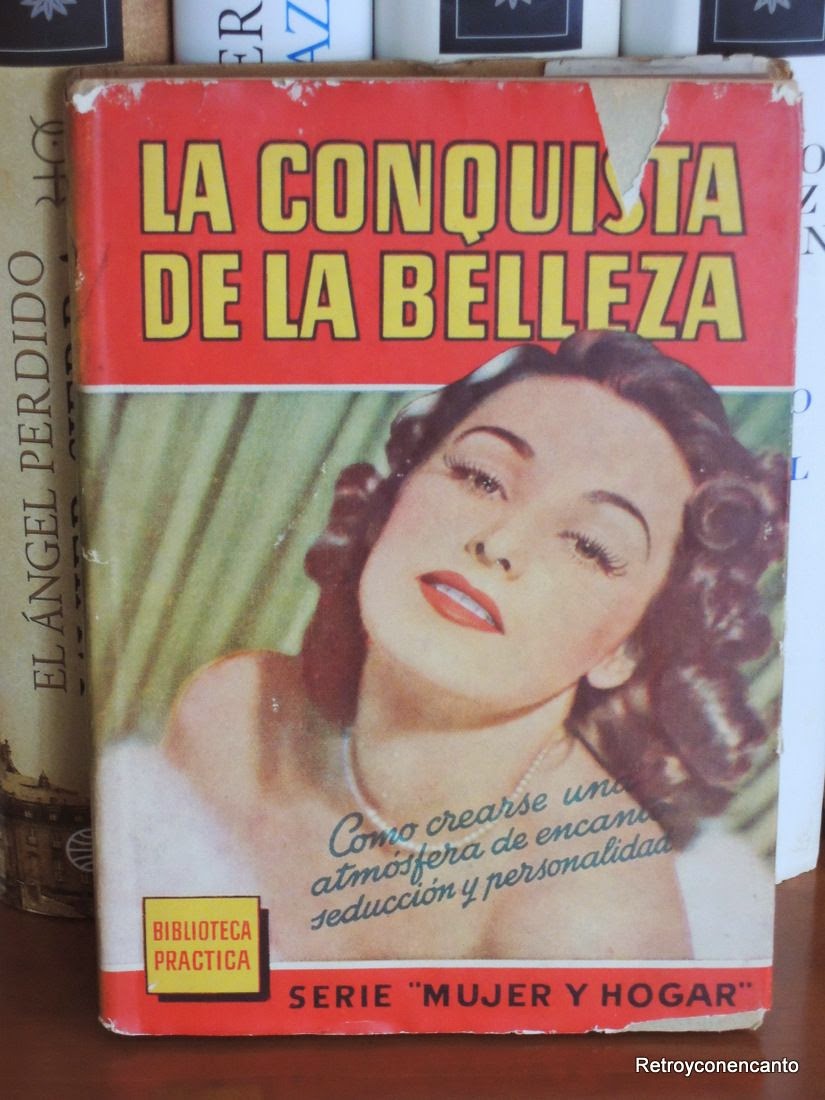 LA CONQUISTA
DE LA BELLEZA
Como crearse una
atmósfera de encanto
seducción y personalidad
BIBLIOTECA
PRACTICA
SERIE "MUJER Y HOGAR"
EL ÁNGEL PERDIDO
Retroyconencanto